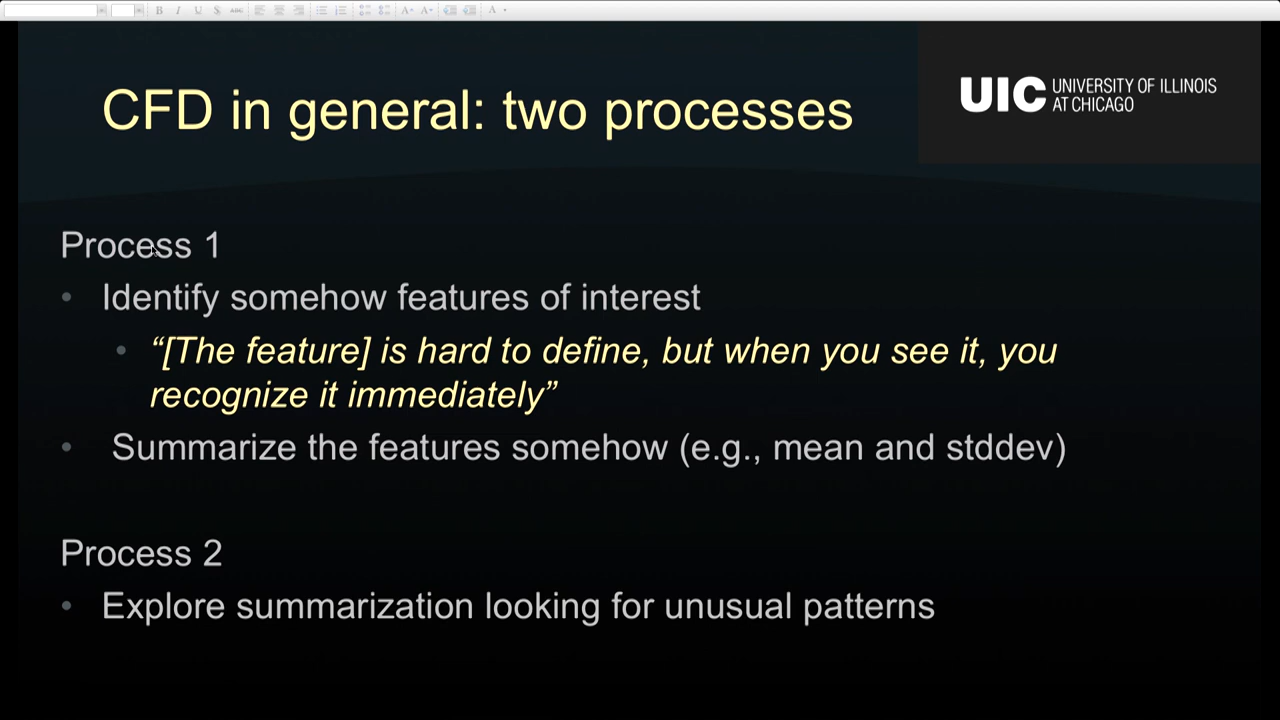 CFD in general: two processes
UIC UNIVERSITY OF ILLINOIS
AT CHICAGO
Process 1
• Identify somehow features of interest
• “[The feature] is hard to define, but when you see it, you
recognize it immediately”
• Summarize the features somehow (e.g., mean and stddev)
Process 2
• Explore summarization looking for unusual patterns